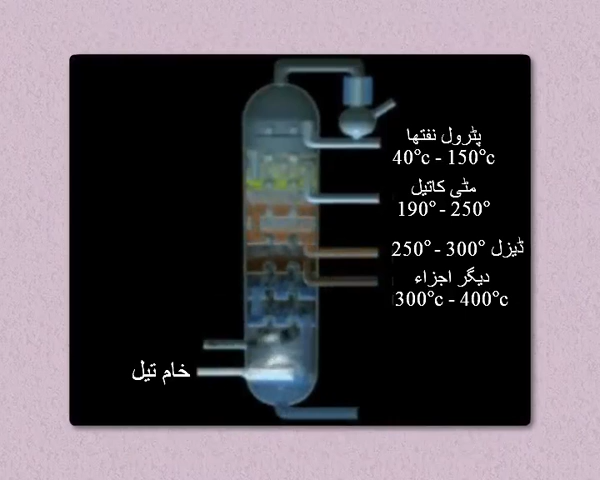 پٹرول نفتھا
40°c - 150°c
مٹی کاتیل
190° - 250°
ڈیزل 250° - 300°
دیگر اجزاء
300°c - 400°c
خام تیل